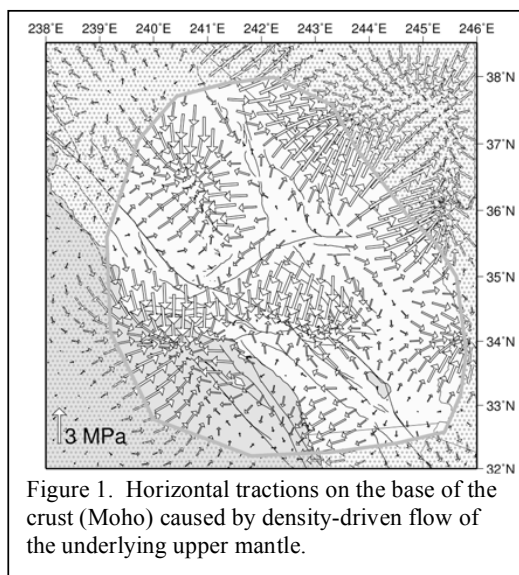 238˚E 239˚E 240˚E 241˚E 242˚E 243˚E 244˚E 245˚E 246˚E
38˚N
37˚N
36˚N
35˚N
34˚N
33˚N
32˚N
3 MPa
Figure 1. Horizontal tractions on the base of the
crust (Moho) caused by density-driven flow of
the underlying upper mantle.